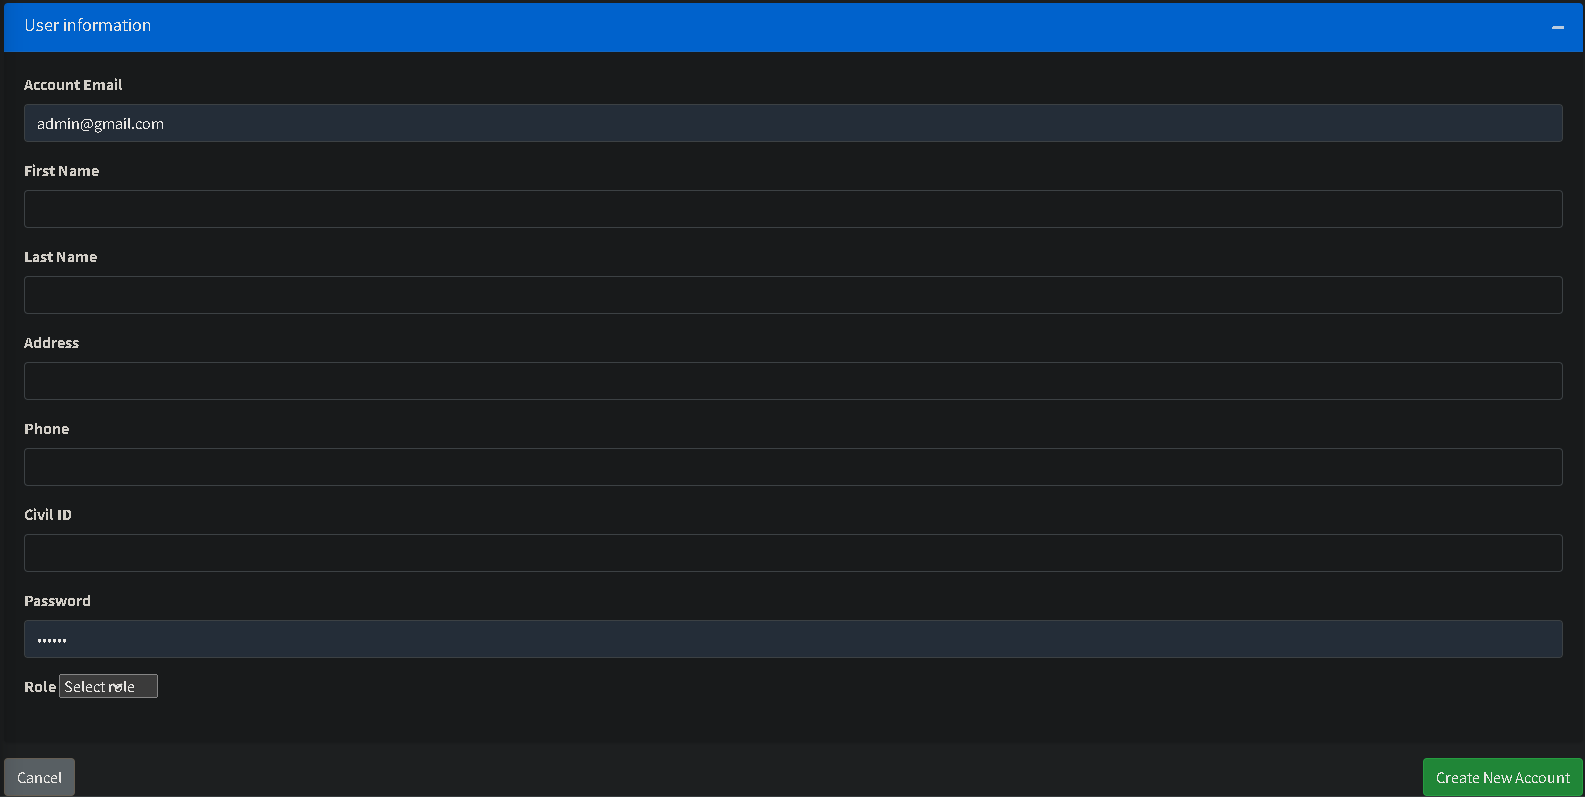 User information
Account Email
admin@gmail.com
First Name
Last Name
Address
Phone
Civil ID
Password
••••••
Role Select role
Cancel
Create New Account